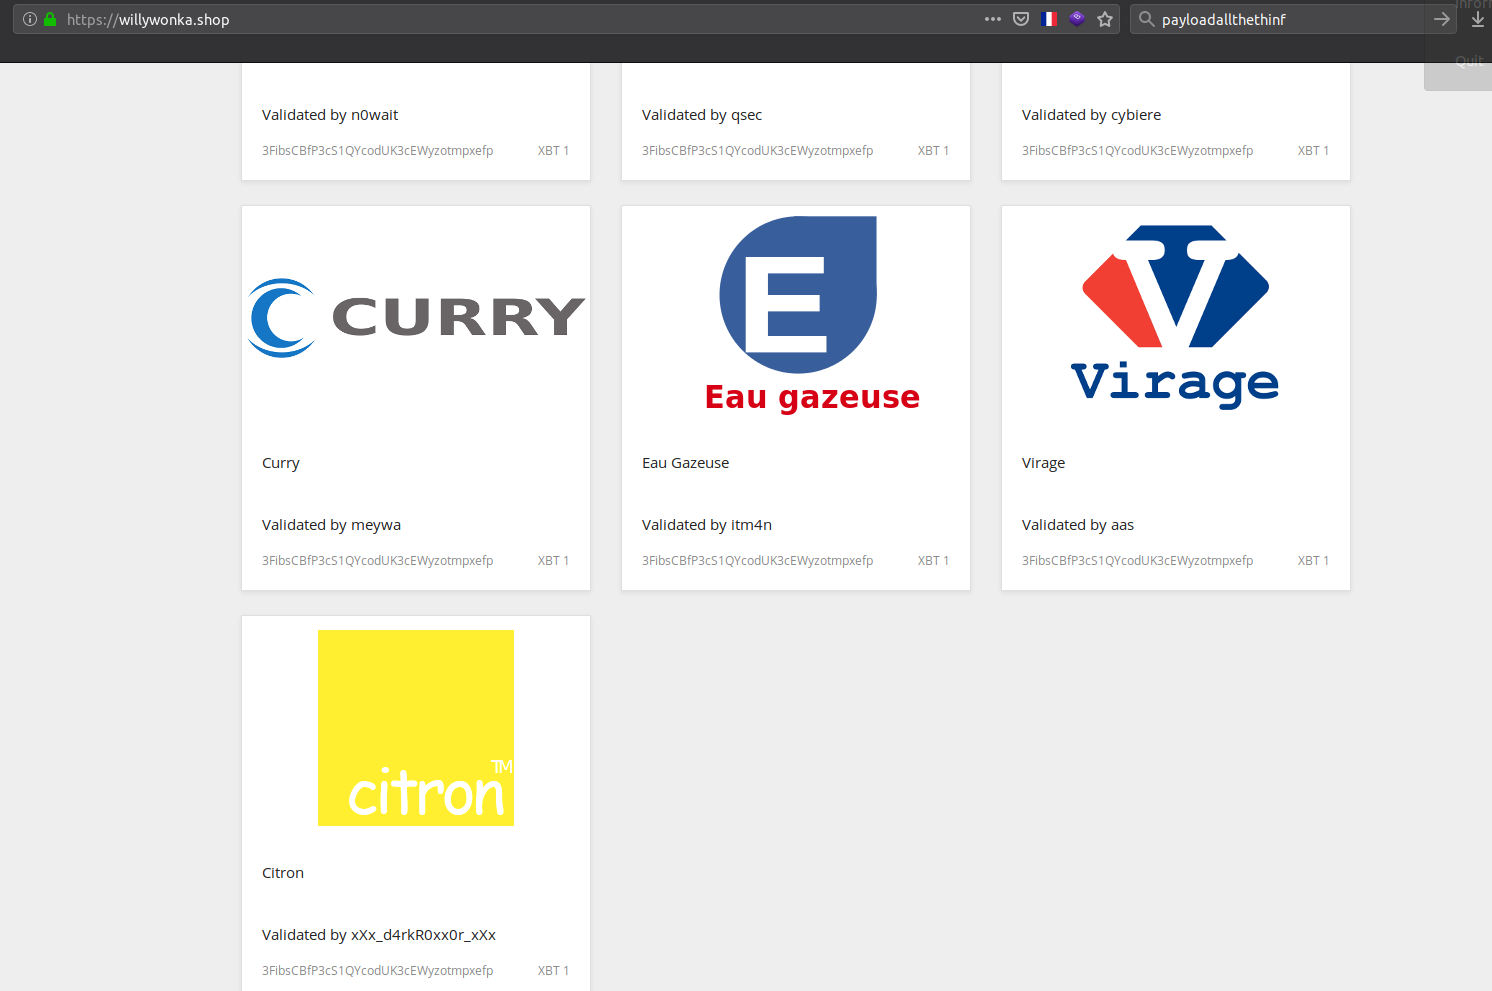 https://willywonka.shop
payloadallthethinf
Quit
Validated by n0wait
3FibsCBfP3cS1QYcodUK3cEWyzotmpxefp XBT 1
Validated by qsec
3FibsCBfP3cS1QYcodUK3cEWyzotmpxefp XBT 1
Validated by cybiere
3FibsCBfP3cS1QYcodUK3cEWyzotmpxefp XBT 1
CURRY
Curry
Validated by meywa
3FibsCBfP3cS1QYcodUK3cEWyzotmpxefp XBT 1
E
Eau gazeuse
Eau Gazeuse
Validated by itm4n
3FibsCBfP3cS1QYcodUK3cEWyzotmpxefp XBT 1
V
Virage
Virage
Validated by aas
3FibsCBfP3cS1QYcodUK3cEWyzotmpxefp XBT 1
citron™
Citron
Validated by xXx_d4rkR0xx0r_xXx
3FibsCBfP3cS1QYcodUK3cEWyzotmpxefp XBT 1